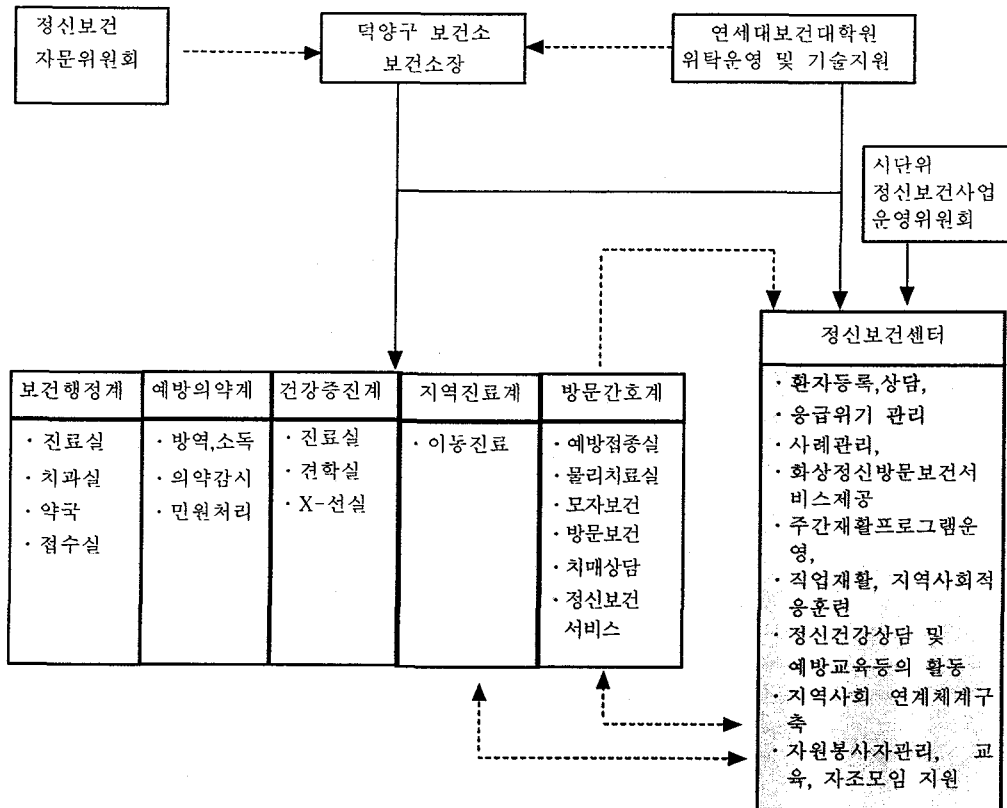 정신보건
자문위원회
덕양구 보건소
보건소장
연세대보건대학원
위탁운영 및 기술지원
시단위
정신보건사업
운영위원회
보건행정계
· 진료실
· 치과실
· 약국
· 접수실
예방의약계
· 방역,소독
· 의약감시
· 민원처리
건강증진계
· 진료실
· 견학실
· X-선실
지역진료계
· 이동진료
방문간호계
· 예방접종실
· 물리치료실
· 모자보건
· 방문보건
· 치매상담
· 정신보건
서비스
정신보건센터
· 환자등록,상담,
· 응급위기 관리
· 사례관리,
· 화상정신방문보건서
비스제공
· 주간재활프로그램운
영,
· 직업재활, 지역사회적
응훈련
· 정신건강상담 및
예방교육등의 활동
· 지역사회 연계체계구
축
· 자원봉사자관리, 교
육, 자조모임 지원